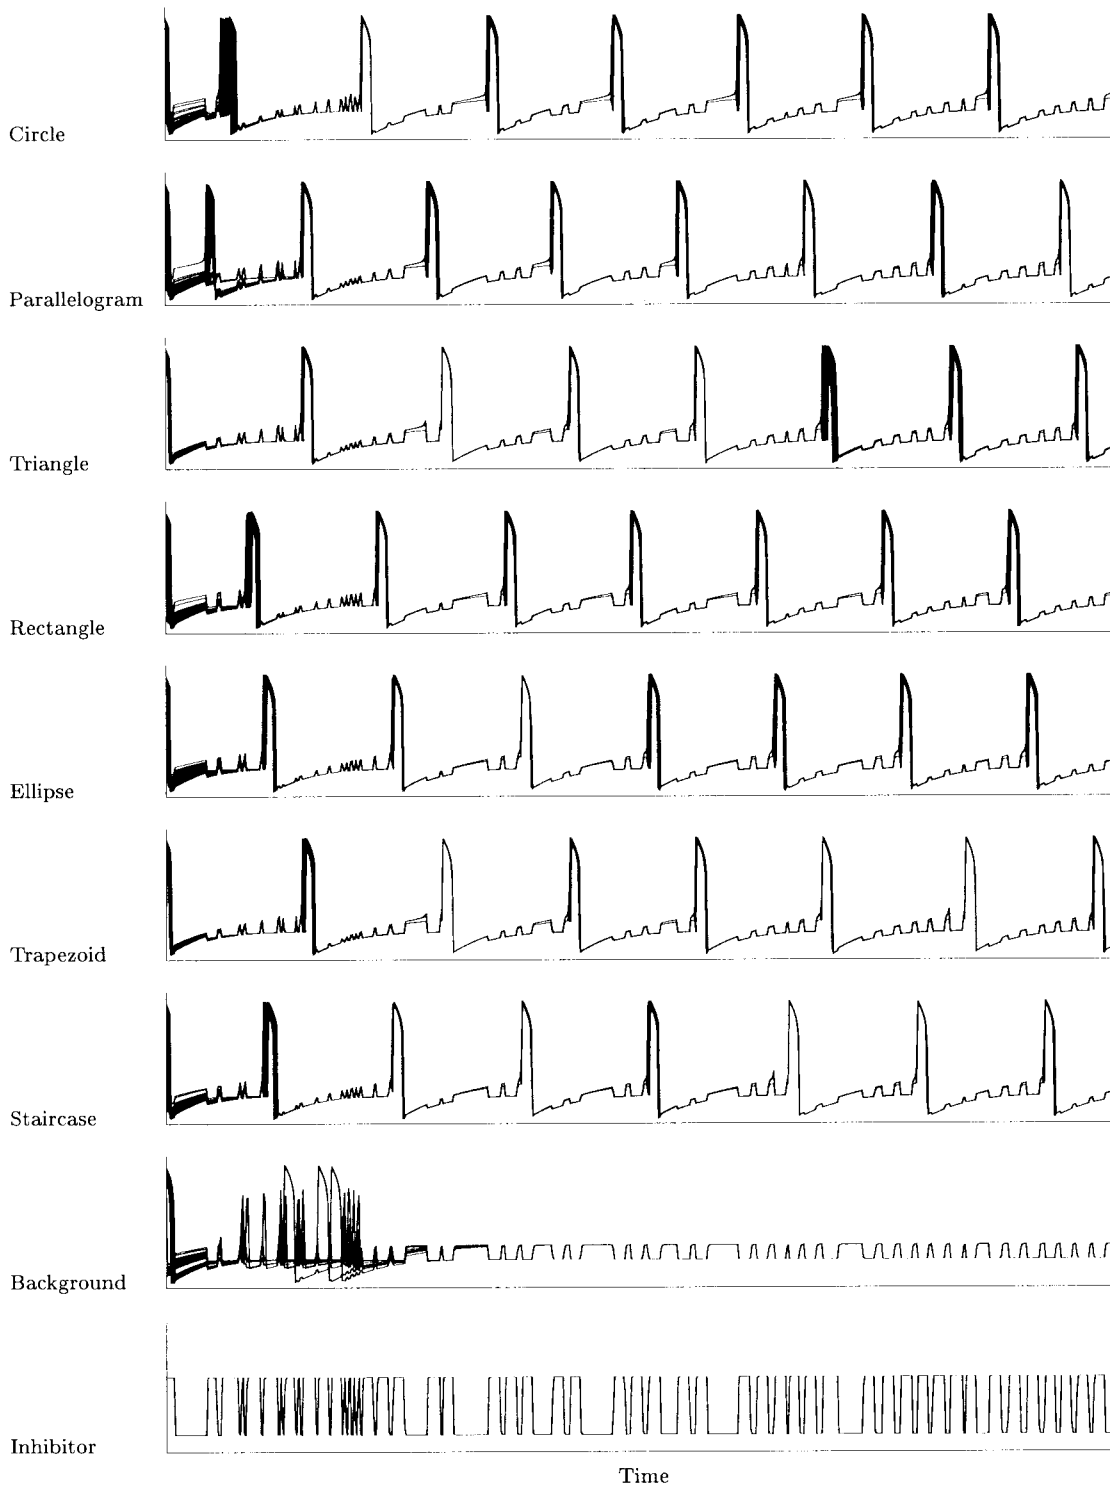 Circle
Parallelogram
Triangle
Rectangle
Ellipse
Trapezoid
Staircase
Background
Inhibitor
Time